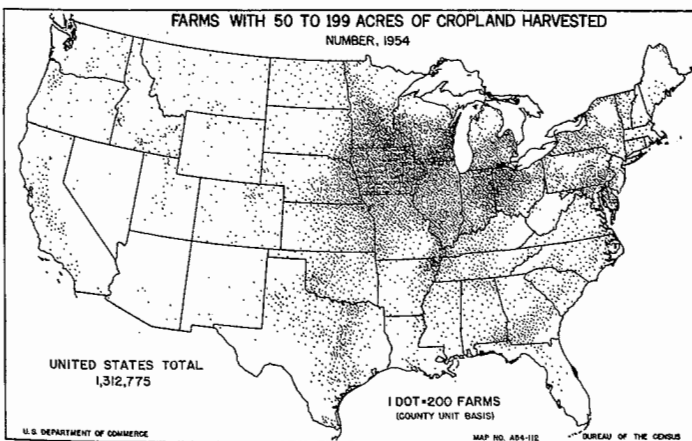 FARMS WITH 50 TO 199 ACRES OF CROPLAND HARVESTED
NUMBER, 1954
UNITED STATES TOTAL
1,312,775
1 DOT=200 FARMS
(COUNTY UNIT BASIS)
U.S. DEPARTMENT OF COMMERCE
MAP NO. A54-112
BUREAU OF THE CENSUS